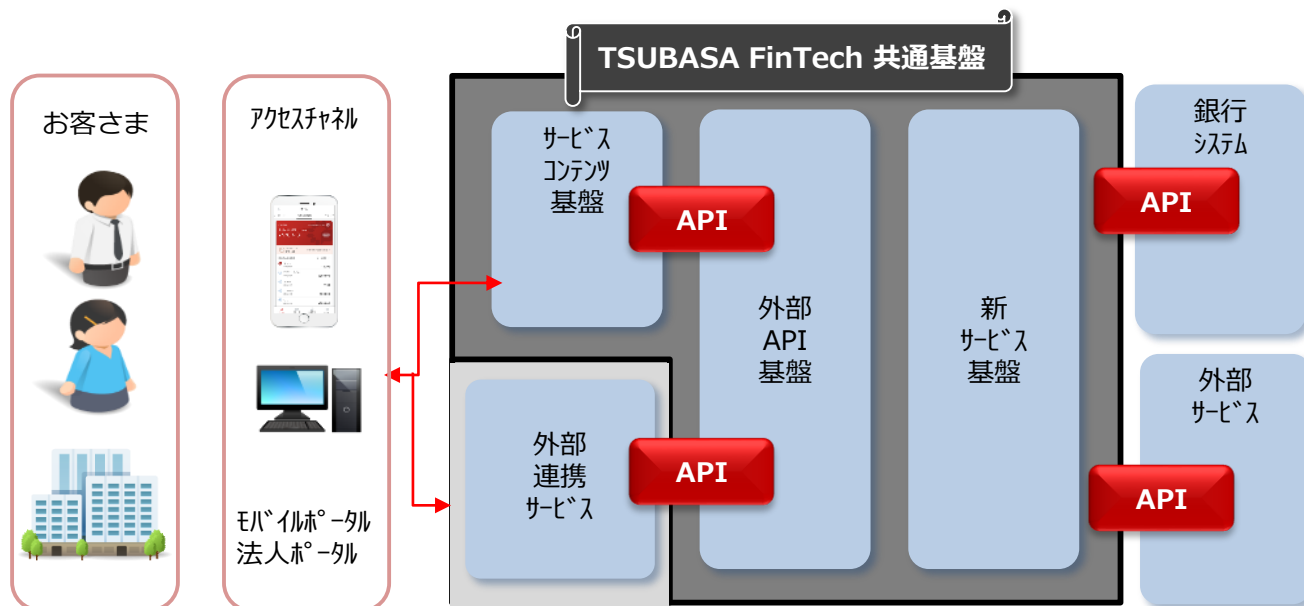 TSUBASA FinTech 共通基盤
お客さま
アクセスチャネル
モバイルポータル
法人ポータル
サービス
コンテンツ
基盤
API
外部
連携
サービス
API
外部
API
基盤
新
サービス
基盤
銀行
システム
API
外部
サービス
API